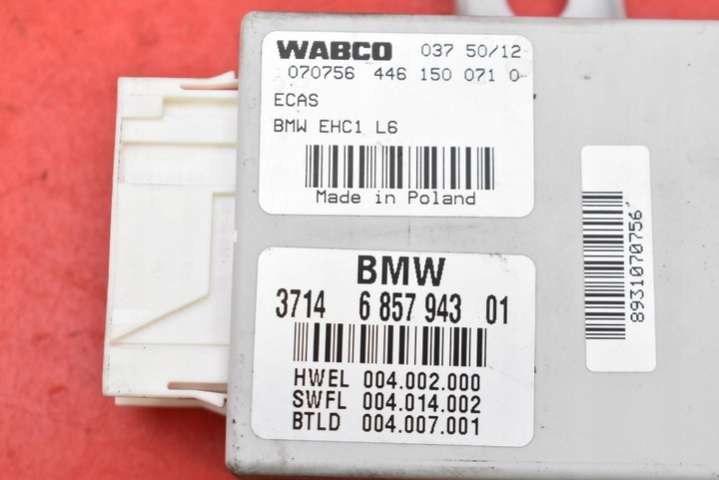 WABCO 037 50/12
070756 446 150 071 0
ECAS
BMW EHC1 L6
Made in Poland
BMW
3714 6 857 943 01
HWEL 004.002.000
SWFL 004.014.002
BTLD 004.007.001
8931070756